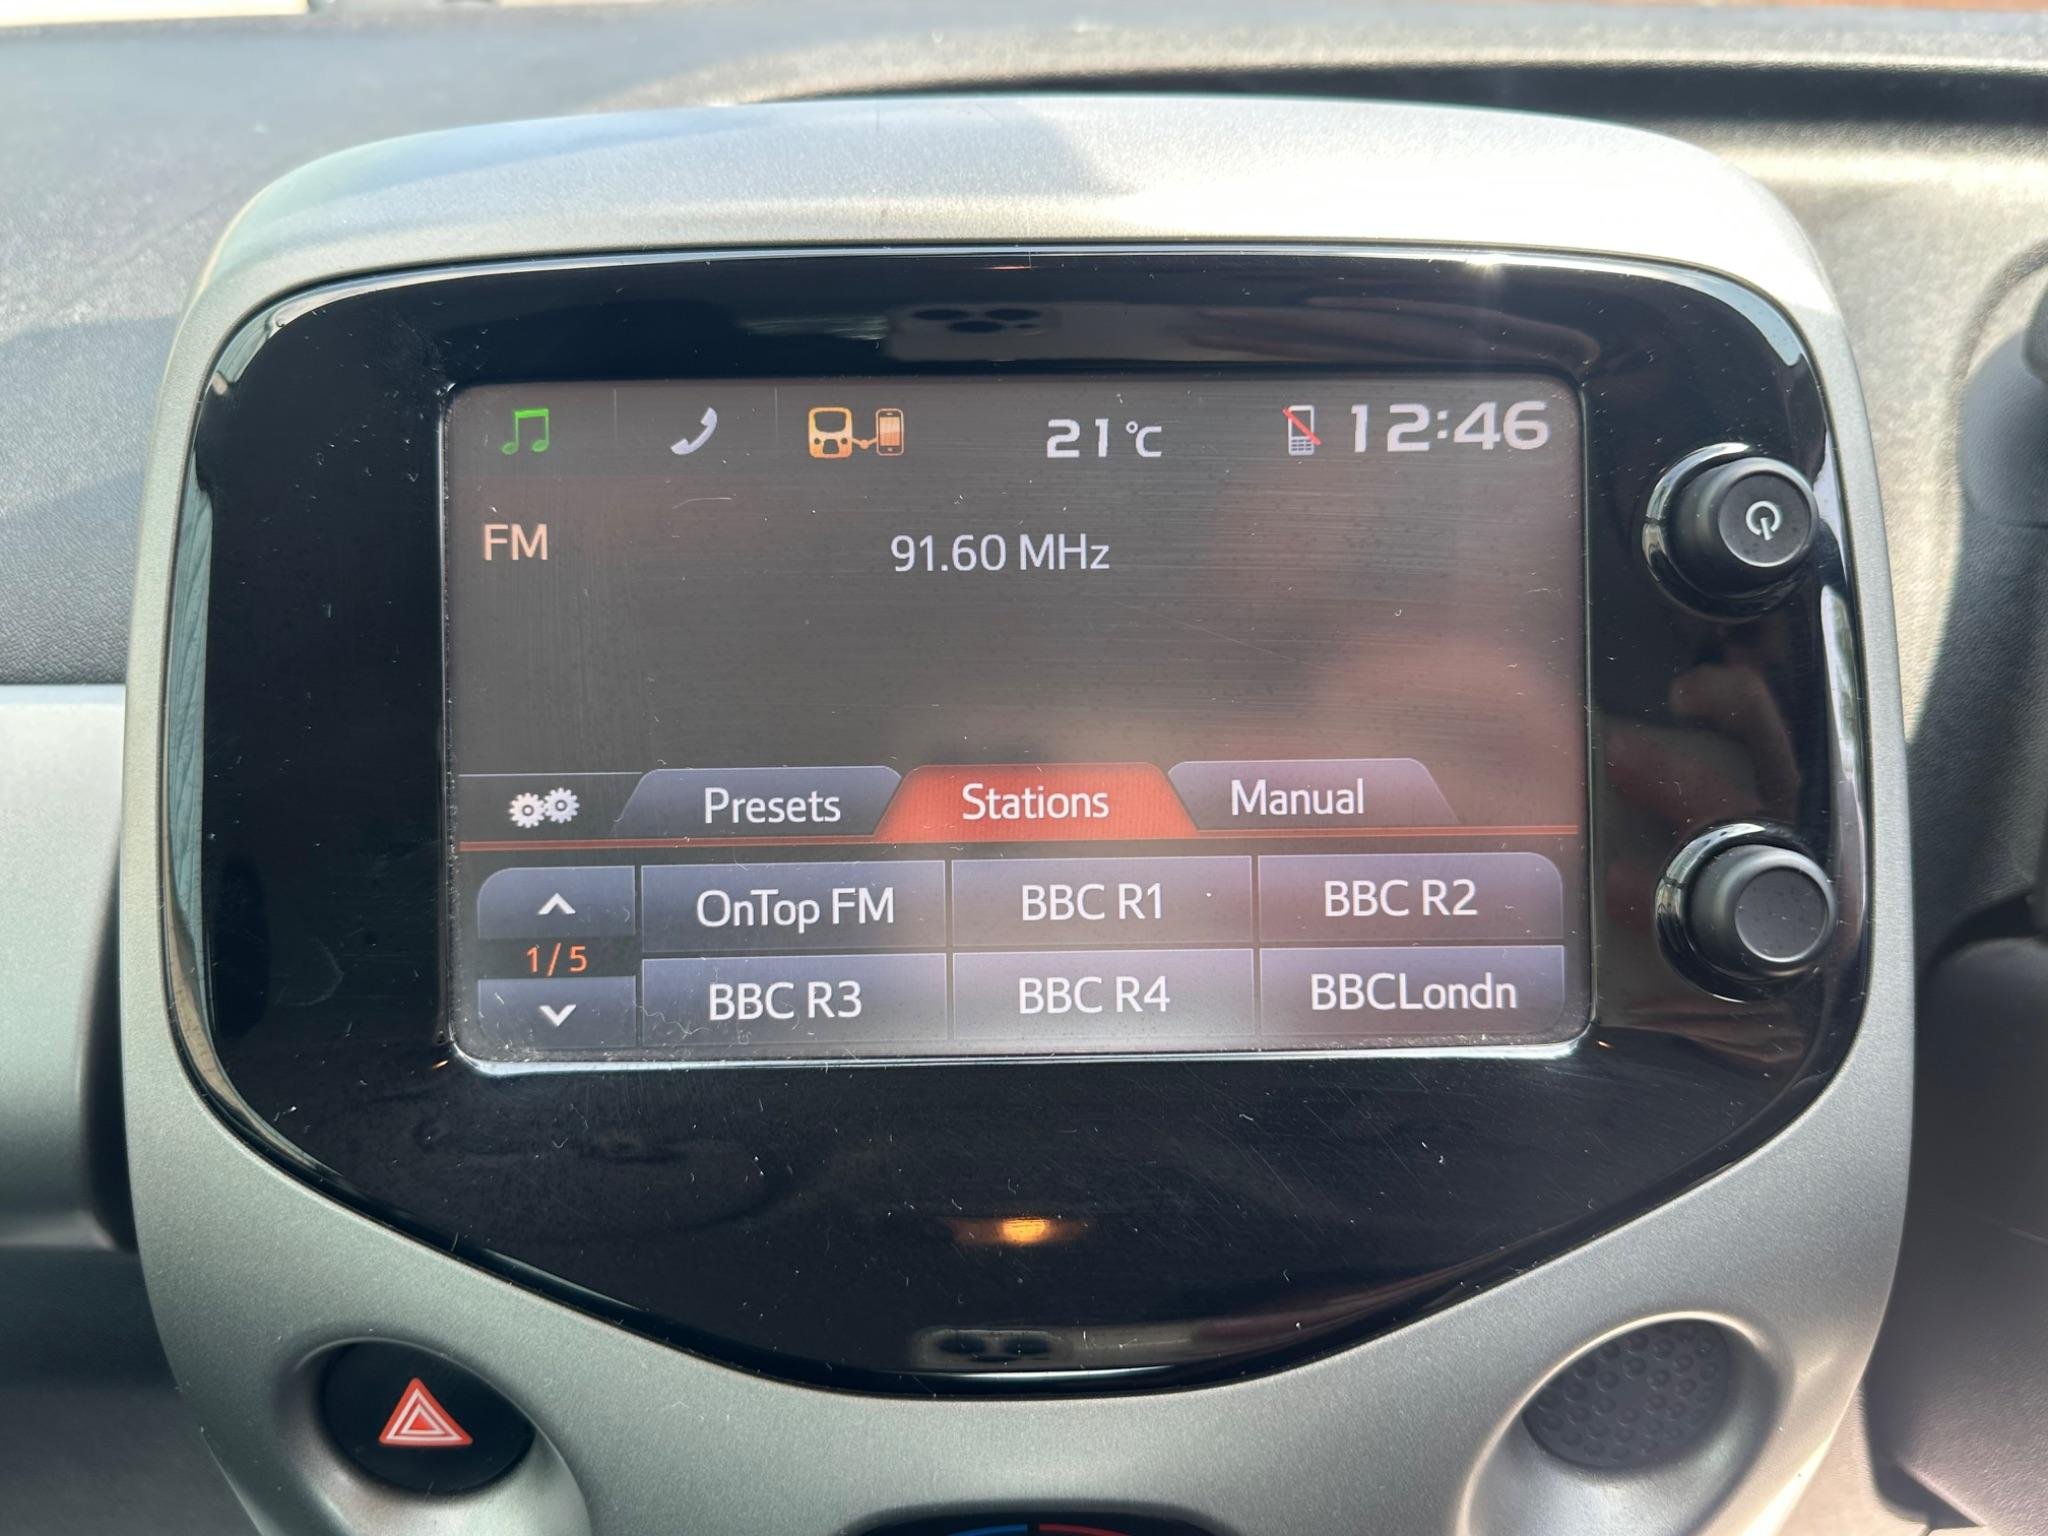 21°C 12:46
FM 91.60 MHz
Presets Stations Manual
OnTop FM BBC R1 BBC R2
1/5
BBC R3 BBC R4 BBCLondn